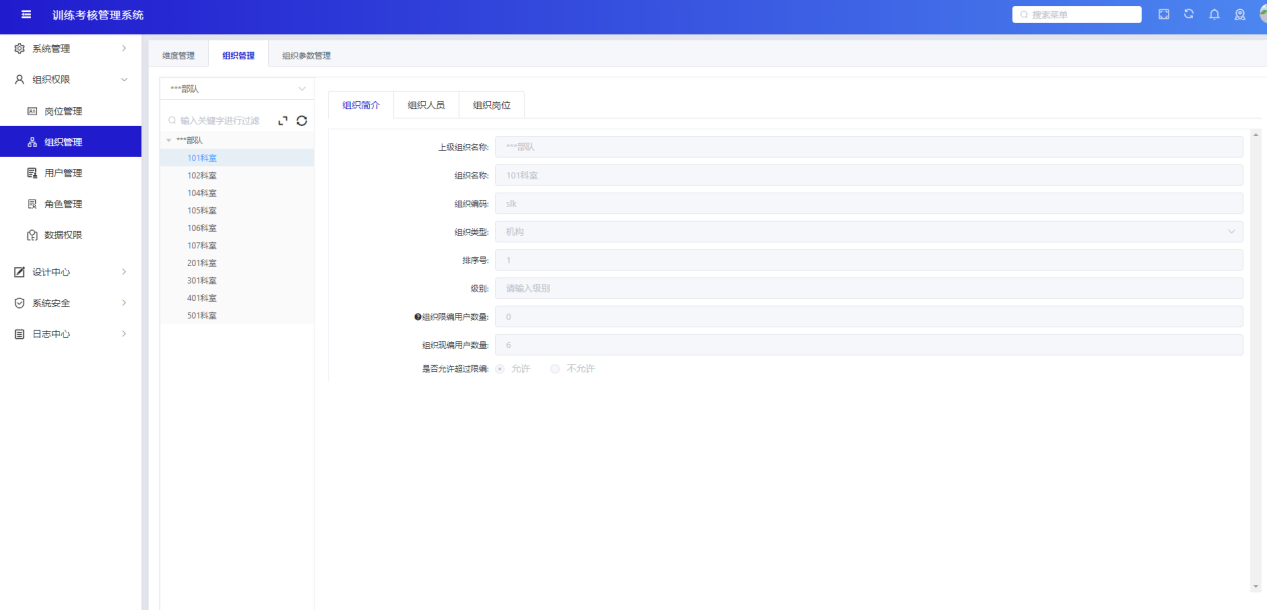 训练考核管理系统
搜索菜单
系统管理
组织权限
岗位管理
组织管理
用户管理
角色管理
数据权限
设计中心
系统安全
日志中心
维度管理 组织管理 组织参数管理
***部队
输入关键字进行过滤
***部队
101科室
102科室
104科室
105科室
106科室
107科室
201科室
301科室
401科室
501科室
组织简介 组织人员 组织岗位
上级组织名称: ***部队
组织名称: 101科室
组织编码: slk
组织类型: 机构
排序号: 1
级别: 请输入级别
组织限编用户数量: 0
组织现编用户数量: 6
是否允许超过限编: 允许 不允许